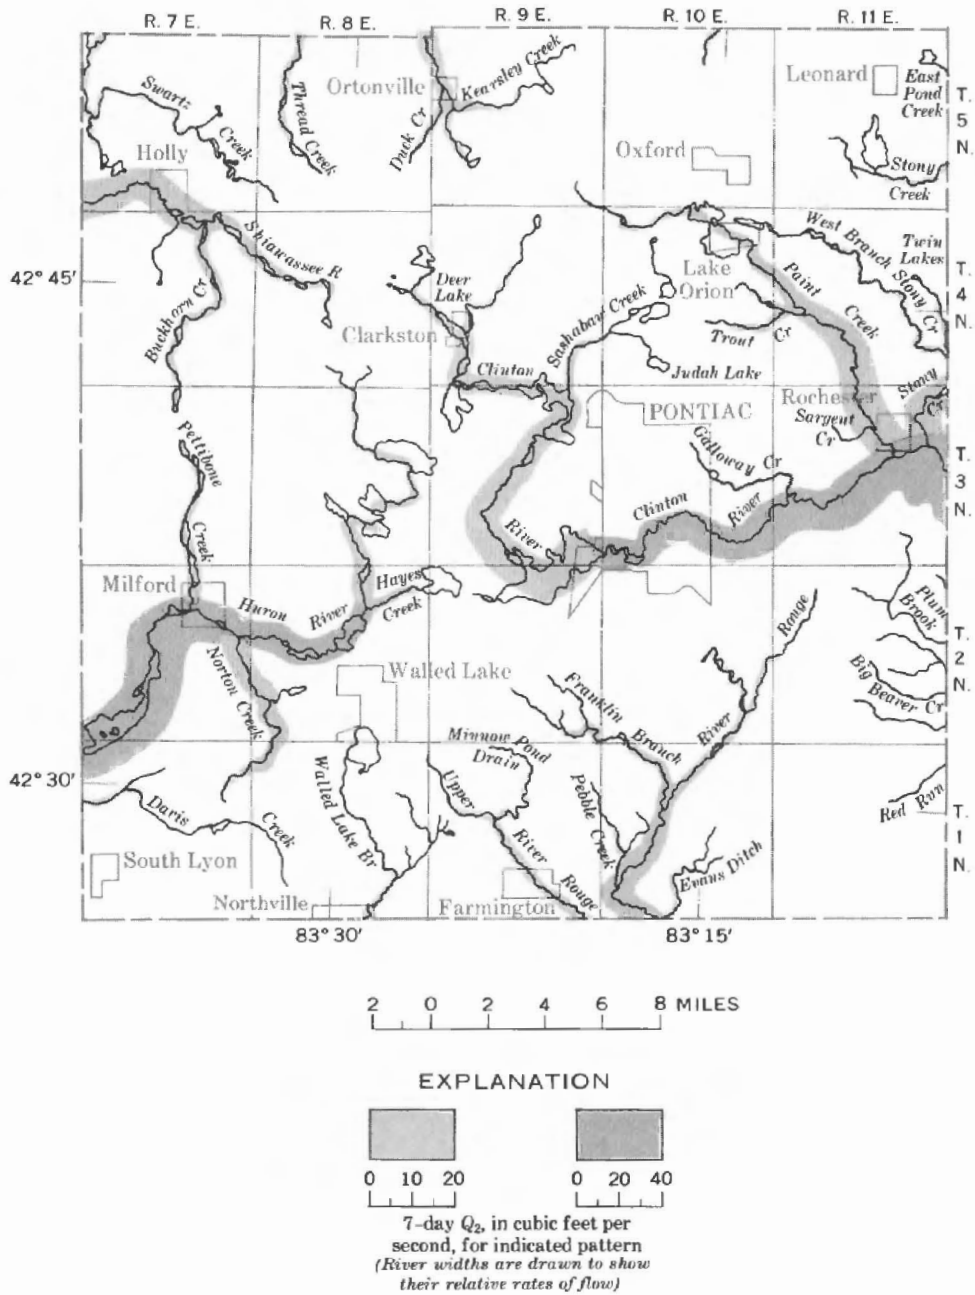 R. 7 E. R. 8 E. R. 9 E. R. 10 E. R. 11 E.
Swartz
Creek
Holly
Thread Creek
Ortonville
Kearsley Creek
Duck Cr
Leonard
East
Pond
Creek
T.
5
N.
Oxford
Stony
Creek
Shiawassee R
42° 45'
Buckhorn Cr
Deer
Lake
Clarkston
Clinton
Sashabaw Creek
Lake
Orion
West Branch Stony Cr
Twin
Lakes
T.
4
N.
Paint
Creek
Trout Cr
Judah Lake
PONTIAC
Rochester
Stony
Cr
Sargent
Cr
Galloway Cr
T.
3
N.
Pettibone
Creek
Clinton
River
River
Milford
Huron
River
Hayes
Creek
Norton Creek
Walled Lake
Rouge
River
Franklin
Branch
Plum
Brook
T.
2
N.
Big
Beaver Cr
42° 30'
Minnow Pond
Drain
Walled Lake Br
Upper
River
Rouge
Pebble Creek
Red Run
T.
1
N.
Davis
Creek
Evans Ditch
South Lyon
Northville
Farmington
83° 30' 83° 15'
2 0 2 4 6 8 MILES
EXPLANATION
0 10 20 0 20 40
7-day Q2, in cubic feet per
second, for indicated pattern
(River widths are drawn to show
their relative rates of flow)